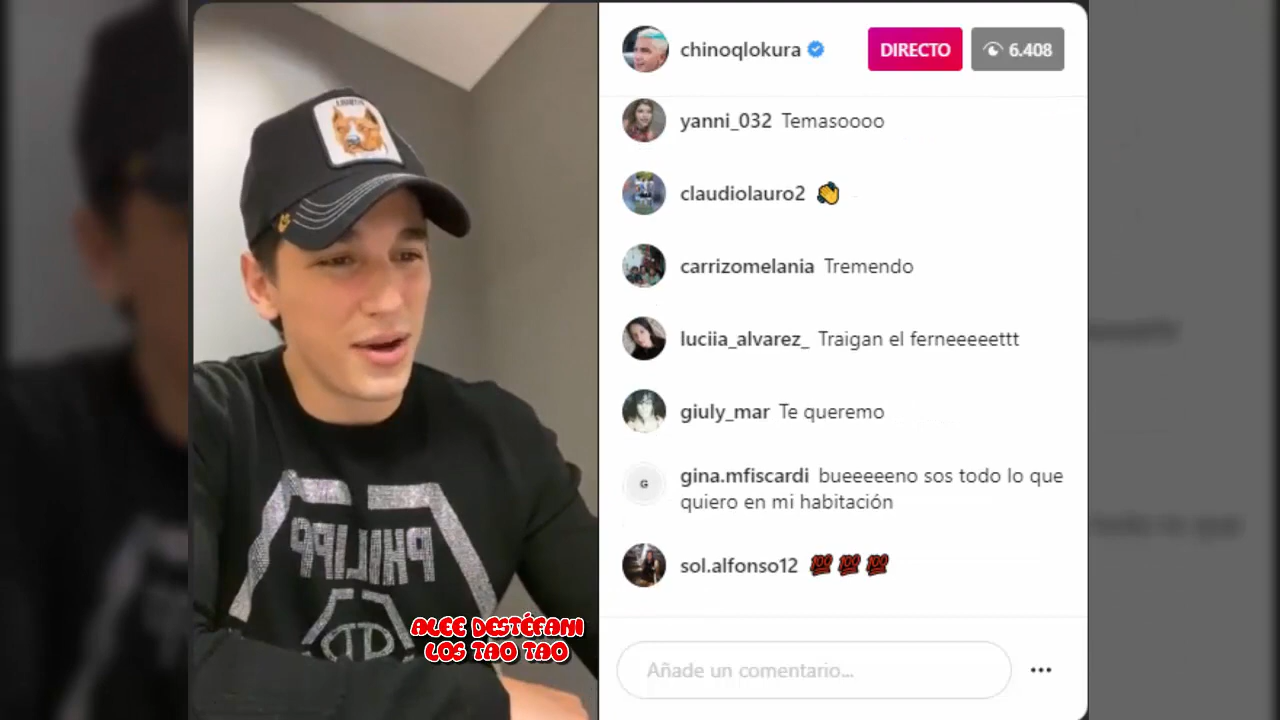 chinoqlokura
DIRECTO
6.408
yanni_032 Temasoooo
claudiolauro2
carrizomelania Tremendo
luciia_alvarez_ Traigan el ferneeeeettt
giuly_mar Te queremo
G
gina.mfiscardi bueeeeeno sos todo lo que
quiero en mi habitación
sol.alfonso12 💯 💯 💯
PHILIPP
ALEE DESTÉFANI
LOS TAO TAO
Añade un comentario...